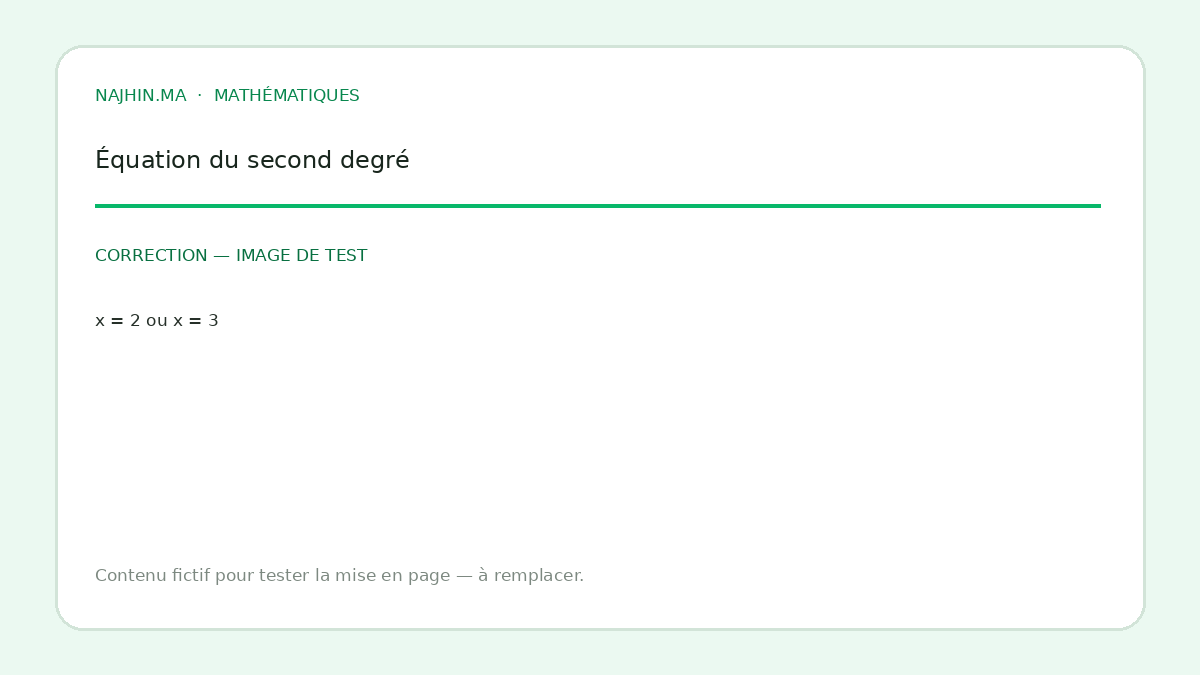 NAJHIN.MA · MATHÉMATIQUES
Équation du second degré
CORRECTION — IMAGE DE TEST
x = 2 ou x = 3
Contenu fictif pour tester la mise en page — à remplacer.